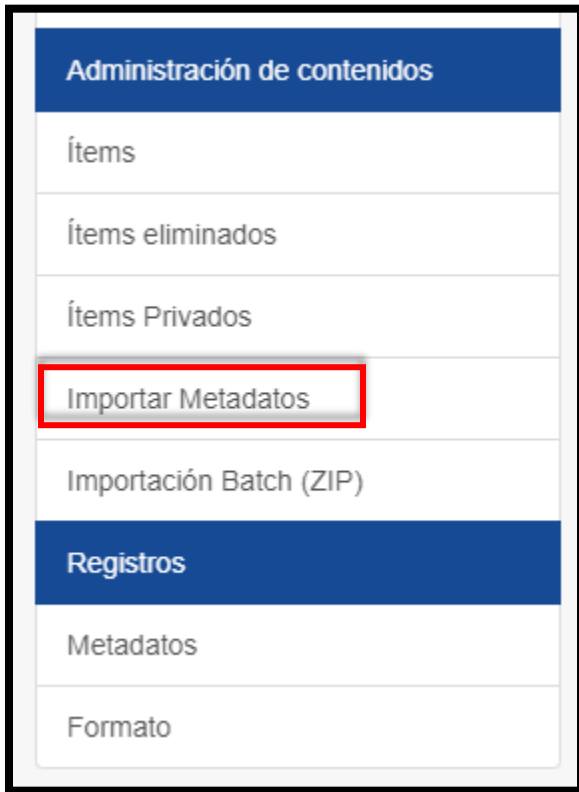 Administración de contenidos
Ítems
Ítems eliminados
Ítems Privados
Importar Metadatos
Importación Batch (ZIP)
Registros
Metadatos
Formato